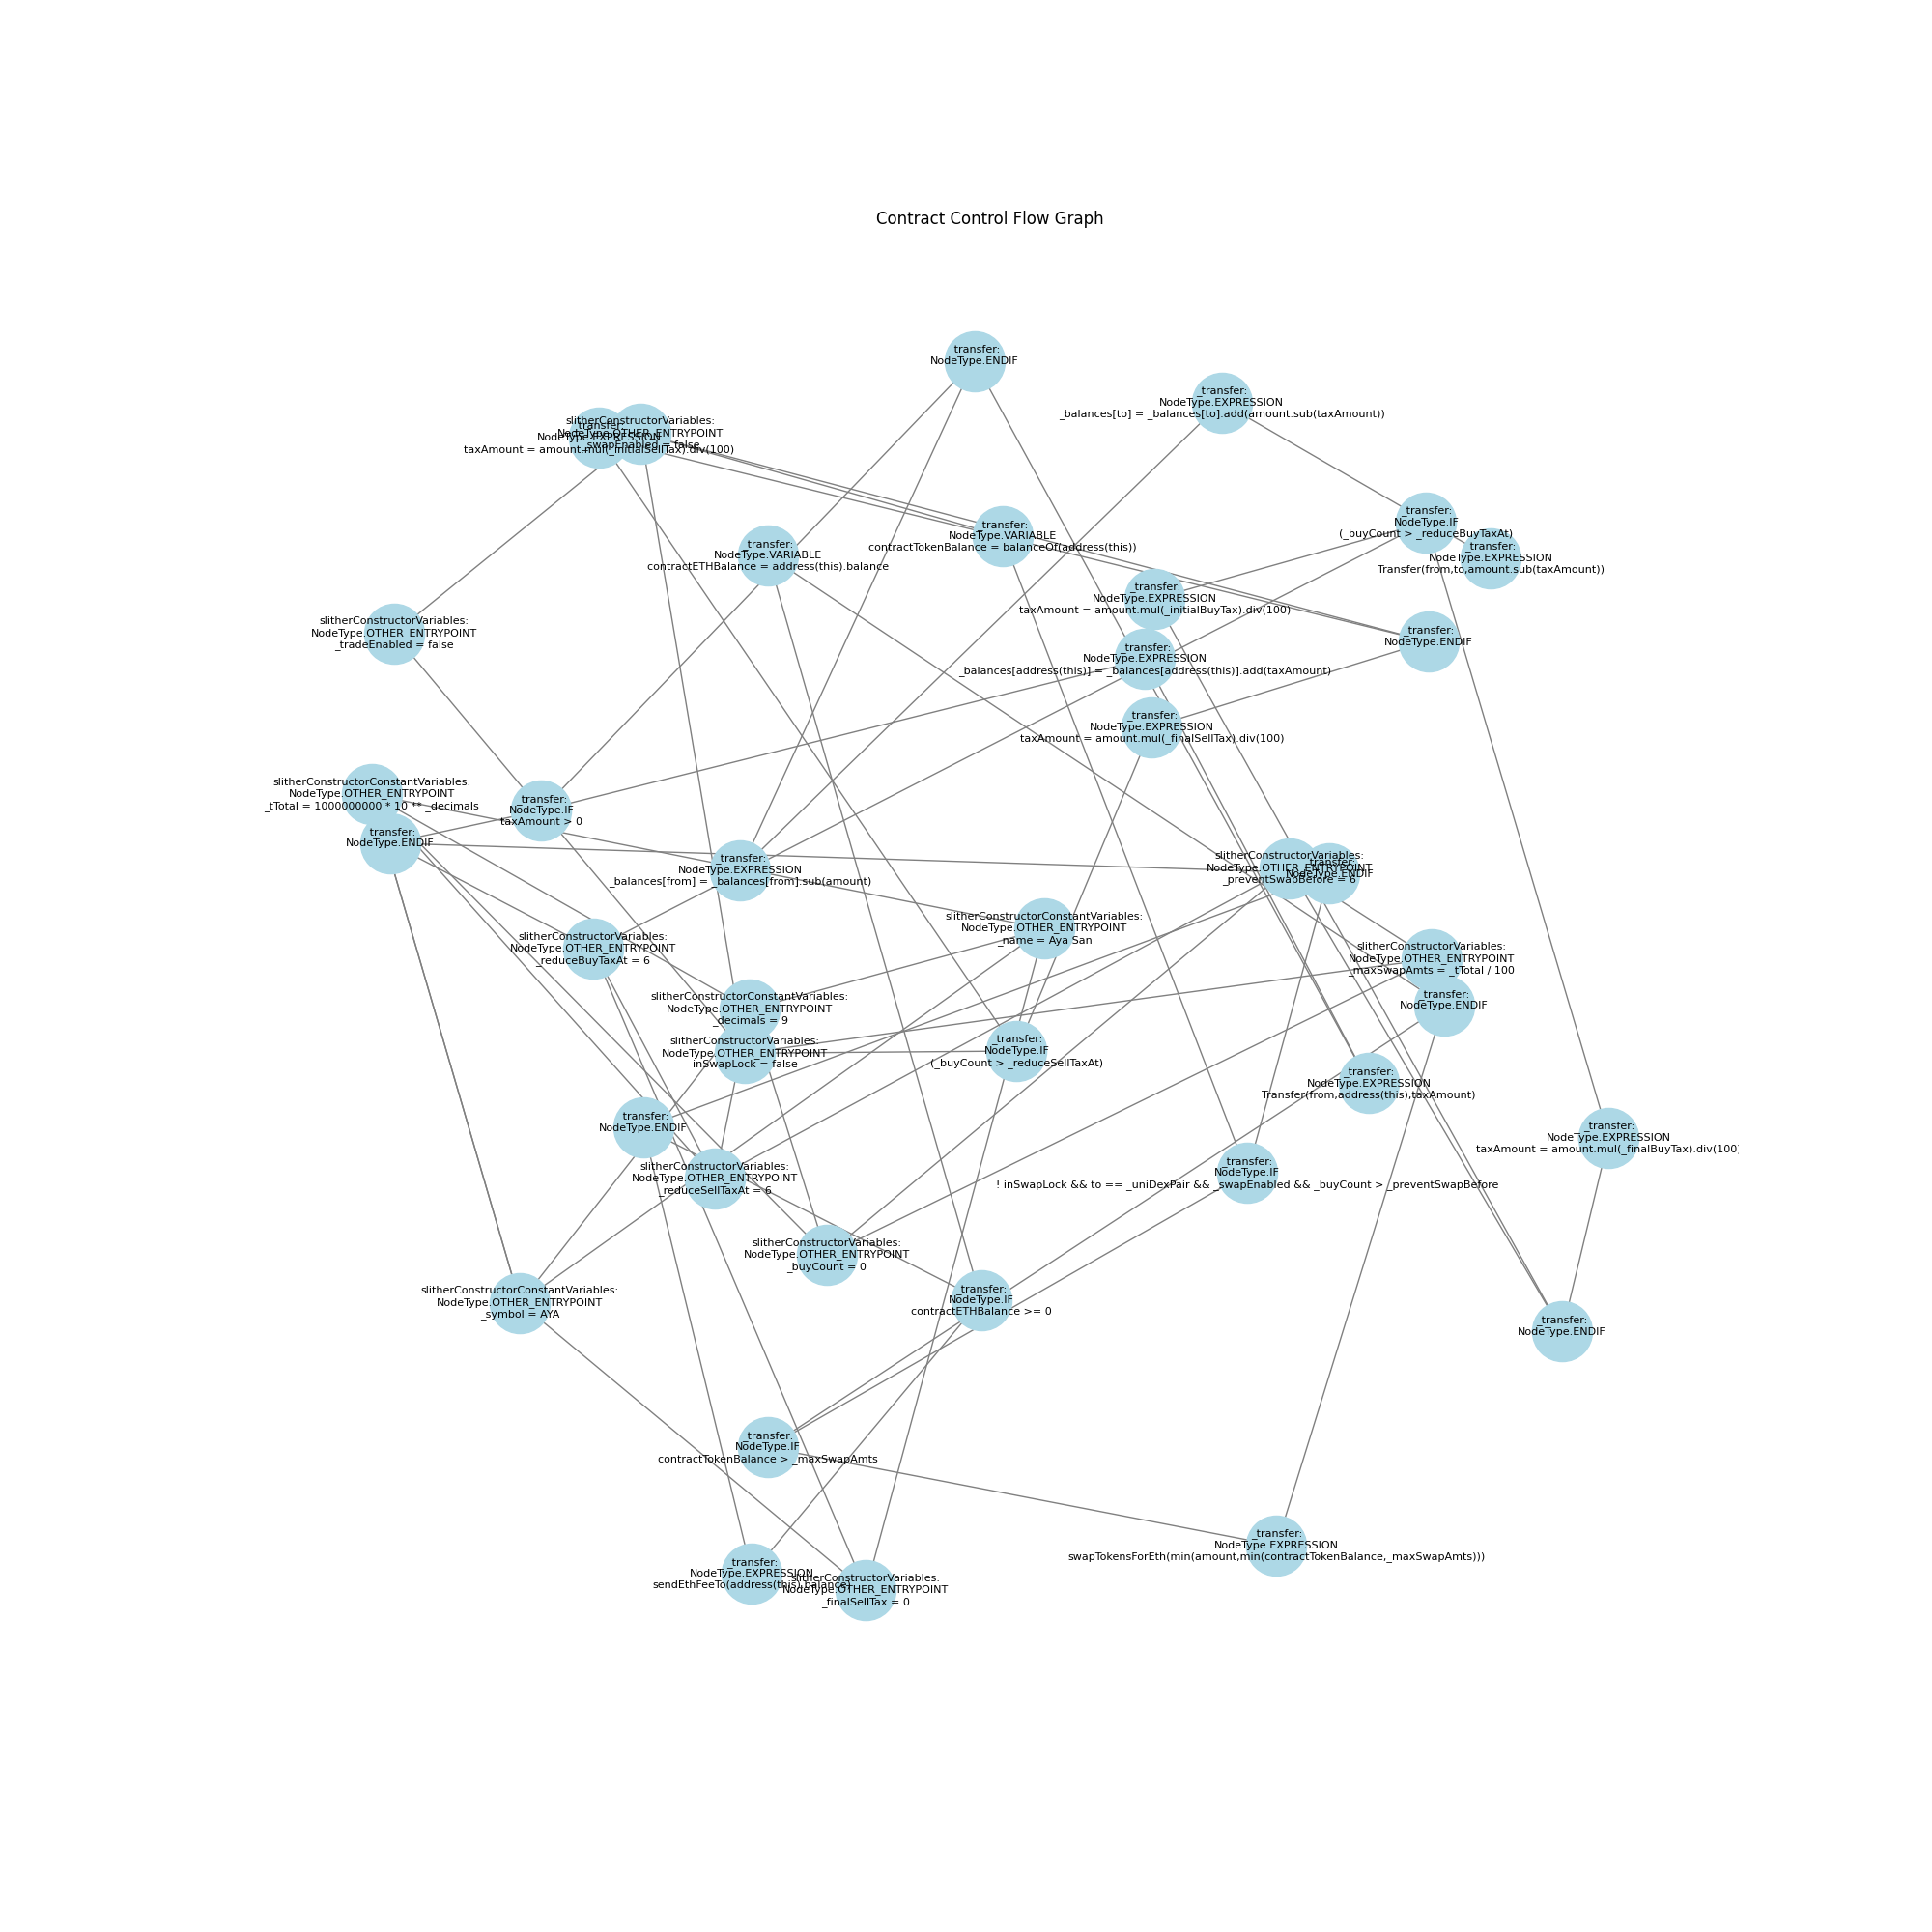 Contract Control Flow Graph
_transfer:
NodeType.ENDIF
_transfer:
NodeType.EXPRESSION
_balances[to] = _balances[to].add(amount.sub(taxAmount))
slitherConstructorVariables:
NodeType.OTHER_ENTRYPOINT
_swapEnabled = false
_transfer:
NodeType.EXPRESSION
taxAmount = amount.mul(_initialSellTax).div(100)
_transfer:
NodeType.IF
(_buyCount > _reduceBuyTaxAt)
_transfer:
NodeType.VARIABLE
contractTokenBalance = balanceOf(address(this))
_transfer:
NodeType.VARIABLE
contractETHBalance = address(this).balance
_transfer:
NodeType.EXPRESSION
Transfer(from,to,amount.sub(taxAmount))
_transfer:
NodeType.EXPRESSION
taxAmount = amount.mul(_initialBuyTax).div(100)
slitherConstructorVariables:
NodeType.OTHER_ENTRYPOINT
_tradeEnabled = false
_transfer:
NodeType.ENDIF
_transfer:
NodeType.EXPRESSION
_balances[address(this)] = _balances[address(this)].add(taxAmount)
_transfer:
NodeType.EXPRESSION
taxAmount = amount.mul(_finalSellTax).div(100)
slitherConstructorConstantVariables:
NodeType.OTHER_ENTRYPOINT
_tTotal = 1000000000 * 10 ** _decimals
_transfer:
NodeType.IF
taxAmount > 0
_transfer:
NodeType.ENDIF
_transfer:
NodeType.EXPRESSION
_balances[from] = _balances[from].sub(amount)
slitherConstructorVariables:
NodeType.OTHER_ENTRYPOINT
_preventSwapBefore = 6
_transfer:
NodeType.ENDIF
slitherConstructorConstantVariables:
NodeType.OTHER_ENTRYPOINT
_name = Aya San
slitherConstructorVariables:
NodeType.OTHER_ENTRYPOINT
_reduceBuyTaxAt = 6
slitherConstructorVariables:
NodeType.OTHER_ENTRYPOINT
_maxSwapAmts = _tTotal / 100
_transfer:
NodeType.ENDIF
slitherConstructorConstantVariables:
NodeType.OTHER_ENTRYPOINT
_decimals = 9
slitherConstructorVariables:
NodeType.OTHER_ENTRYPOINT
inSwapLock = false
_transfer:
NodeType.IF
(_buyCount > _reduceSellTaxAt)
_transfer:
NodeType.EXPRESSION
Transfer(from,address(this),taxAmount)
_transfer:
NodeType.ENDIF
_transfer:
NodeType.EXPRESSION
taxAmount = amount.mul(_finalBuyTax).div(100)
slitherConstructorVariables:
NodeType.OTHER_ENTRYPOINT
_reduceSellTaxAt = 6
_transfer:
NodeType.IF
! inSwapLock && to == _uniDexPair && _swapEnabled && _buyCount > _preventSwapBefore
slitherConstructorVariables:
NodeType.OTHER_ENTRYPOINT
_buyCount = 0
slitherConstructorConstantVariables:
NodeType.OTHER_ENTRYPOINT
_symbol = AYA
_transfer:
NodeType.IF
contractETHBalance >= 0
_transfer:
NodeType.ENDIF
_transfer:
NodeType.IF
contractTokenBalance > _maxSwapAmts
_transfer:
NodeType.EXPRESSION
swapTokensForEth(min(amount,min(contractTokenBalance,_maxSwapAmts)))
_transfer:
NodeType.EXPRESSION
sendEthFeeTo(address(this).balance)
slitherConstructorVariables:
NodeType.OTHER_ENTRYPOINT
_finalSellTax = 0